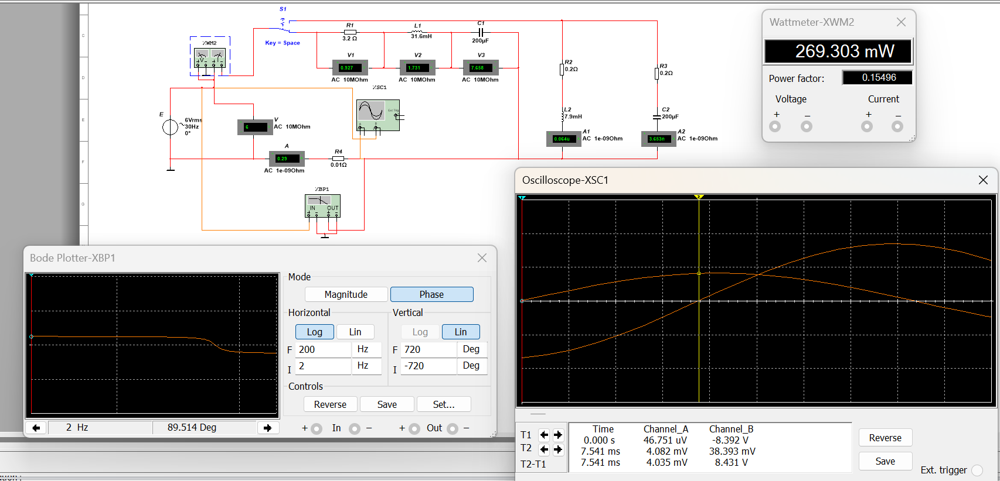 S1
Key = Space
XWM2
R1
3.2 Ω
L1
31.6mH
C1
200µF
V1
0.927
AC 10MOhm
V2
1.731
AC 10MOhm
V3
7.658
AC 10MOhm
XSC1
Ext Trig
A
B
E
6Vrms
30Hz
0°
V
6
AC 10MOhm
A
0.29
AC 1e-09Ohm
R4
0.01Ω
R2
0.2Ω
L2
7.9mH
A1
0.064u
AC 1e-09Ohm
R3
0.2Ω
C2
200µF
A2
3.653n
AC 1e-09Ohm
XBP1
IN OUT
C
D
E
F
G
Wattmeter-XWM2
269.303 mW
Power factor: 0.15496
Voltage Current
+ − + −
Bode Plotter-XBP1
Mode
Magnitude Phase
Horizontal Vertical
Log Lin Log Lin
F 200 Hz F 720 Deg
I 2 Hz I -720 Deg
Controls
Reverse Save Set...
2 Hz 89.514 Deg
+ In − + Out −
Oscilloscope-XSC1
Time Channel_A Channel_B
T1 0.000 s 46.751 uV -8.392 V
T2 7.541 ms 4.082 mV 38.393 mV
T2-T1 7.541 ms 4.035 mV 8.431 V
Reverse
Save
Ext. trigger